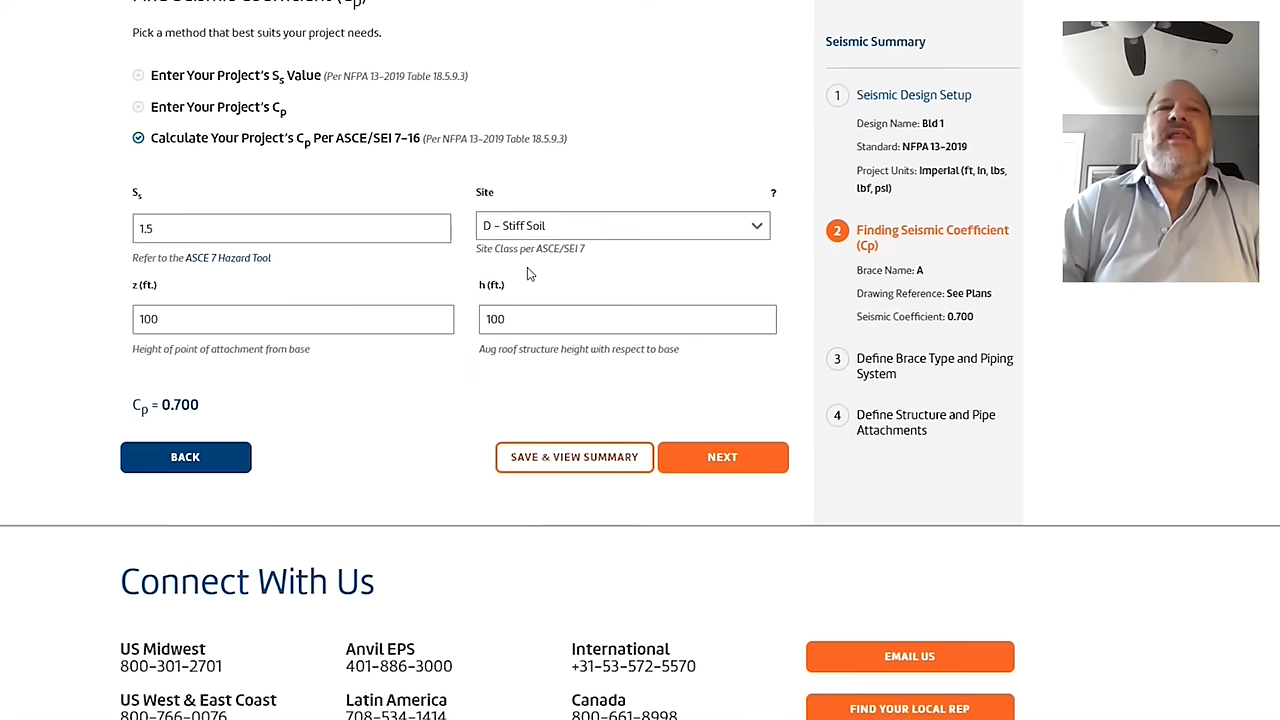 Pick a method that best suits your project needs.
Enter Your Project's Ss Value (Per NFPA 13-2019 Table 18.5.9.3)
Enter Your Project's Cp
Calculate Your Project's Cp Per ASCE/SEI 7-16 (Per NFPA 13-2019 Table 18.5.9.3)
Ss
Site ?
1.5
D - Stiff Soil
Refer to the ASCE 7 Hazard Tool
Site Class per ASCE/SEI 7
z (ft.)
h (ft.)
100
100
Height of point of attachment from base
Avg roof structure height with respect to base
Cp = 0.700
BACK
SAVE & VIEW SUMMARY
NEXT
Seismic Summary
1 Seismic Design Setup
Design Name: Bld 1
Standard: NFPA 13-2019
Project Units: Imperial (ft, in, lbs,
lbf, psi)
2 Finding Seismic Coefficient
(Cp)
Brace Name: A
Drawing Reference: See Plans
Seismic Coefficient: 0.700
3 Define Brace Type and Piping
System
4 Define Structure and Pipe
Attachments
Connect With Us
US Midwest
800-301-2701
Anvil EPS
401-886-3000
International
+31-53-572-5570
EMAIL US
US West & East Coast
800-766-0076
Latin America
708-534-1414
Canada
800-661-8998
FIND YOUR LOCAL REP